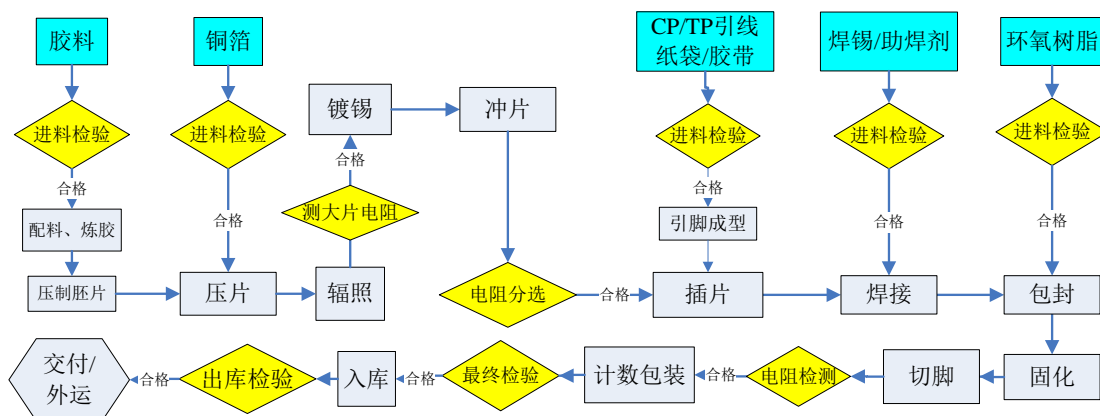 胶料
铜箔
CP/TP引线
纸袋/胶带
焊锡/助焊剂
环氧树脂
镀锡
冲片
进料检验
进料检验
进料检验
进料检验
进料检验
合格
合格
合格
合格
合格
合格
测大片电阻
配料、炼胶
引脚成型
压制胚片
压片
辐照
电阻分选
合格
插片
焊接
包封
交付/
外运
合格
出库检验
入库
合格
最终检验
计数包装
合格
电阻检测
切脚
固化